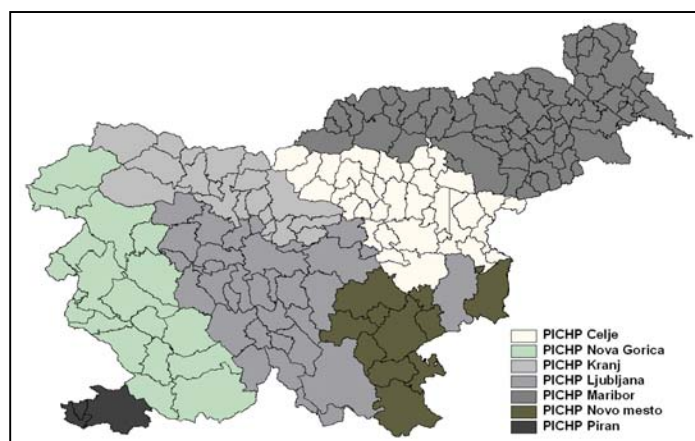 PICHP Celje
PICHP Nova Gorica
PICHP Kranj
PICHP Ljubljana
PICHP Maribor
PICHP Novo mesto
PICHP Piran